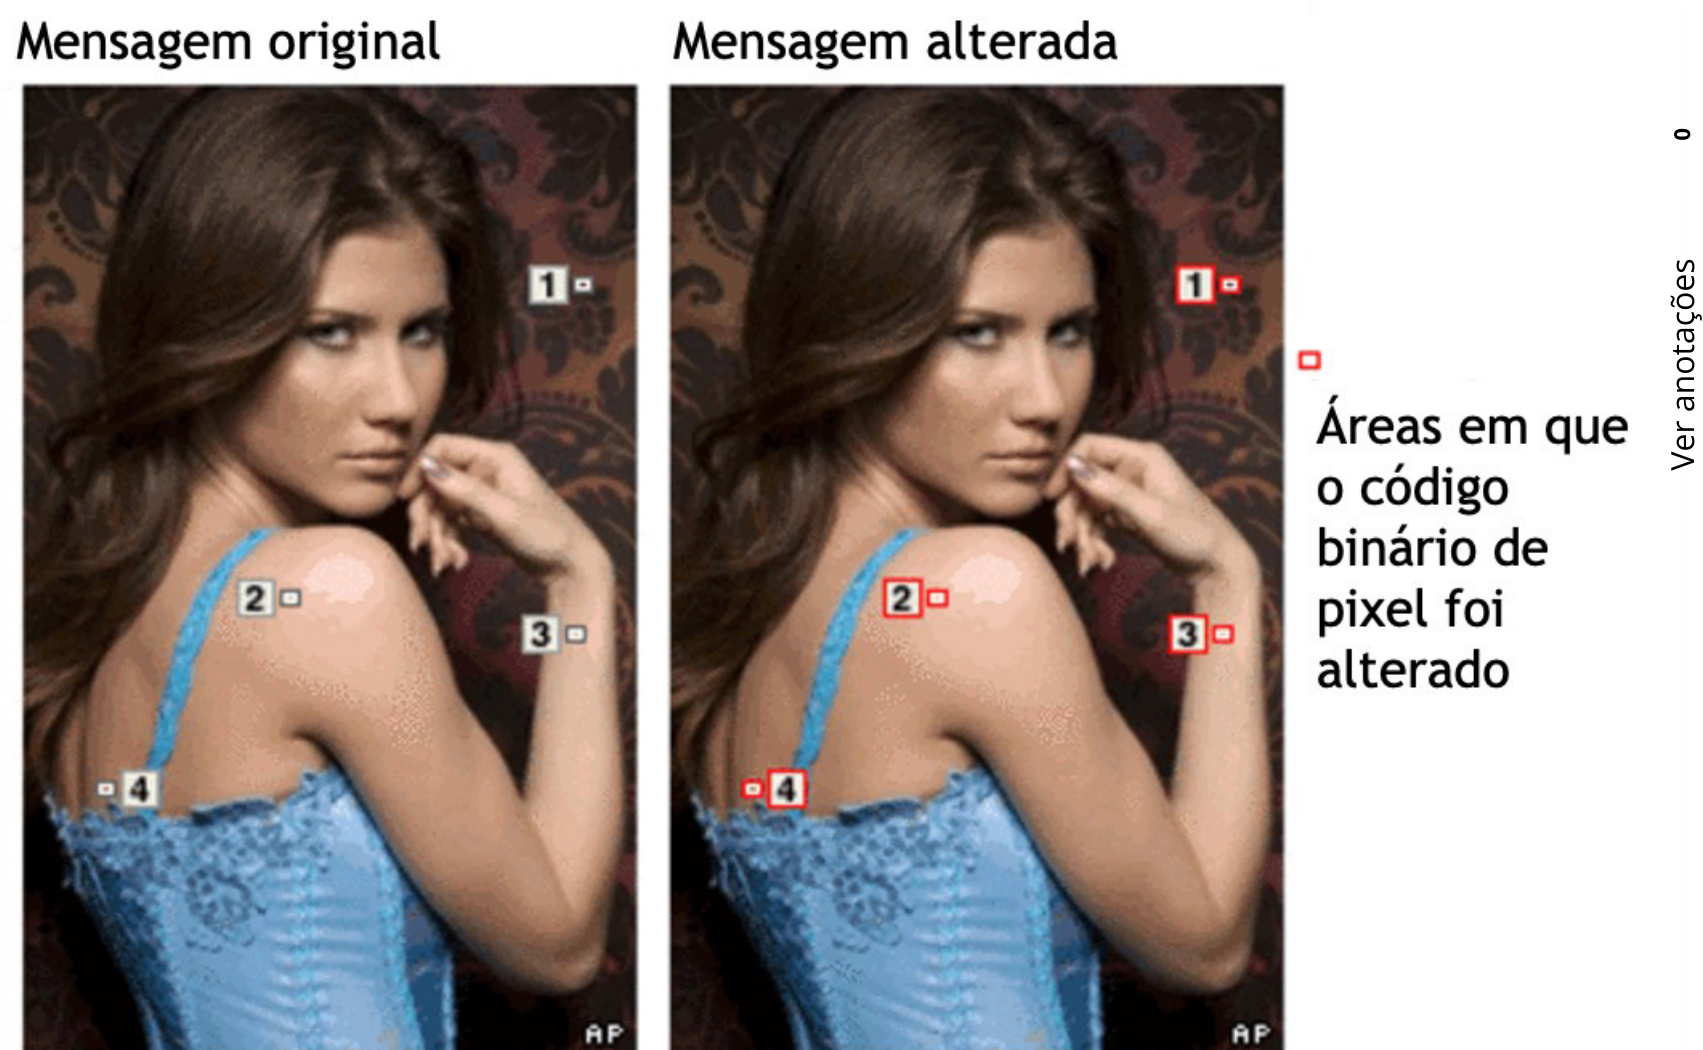 Mensagem original
Mensagem alterada
1
2
3
4
AP
1
2
3
4
AP
Áreas em que
o código
binário de
pixel foi
alterado
0
Ver anotações